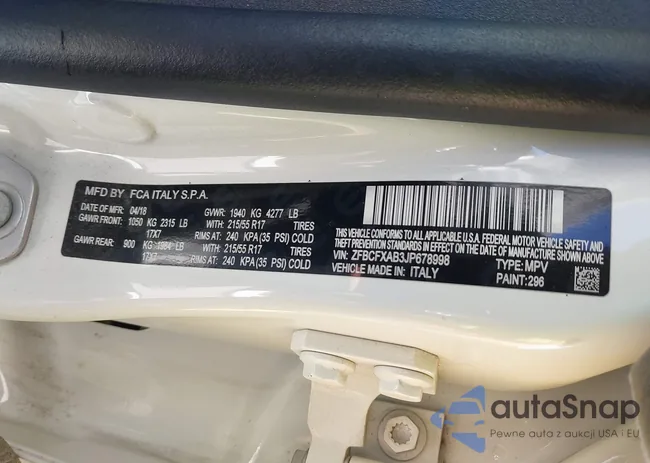 MFD BY FCA ITALY S.P.A.
DATE OF MFR: 04/18 GVWR: 1940 KG 4277 LB
GAWR FRONT: 1050 KG 2315 LB WITH: 215/55 R17 TIRES
17X7 RIMS AT: 240 KPA (35 PSI) COLD
GAWR REAR: 900 KG 1984 LB WITH: 215/55 R17 TIRES
17X7 RIMS AT: 240 KPA (35 PSI) COLD
THIS VEHICLE CONFORMS TO ALL APPLICABLE U.S.A.
FEDERAL MOTOR VEHICLE SAFETY,
BUMPER, AND THEFT PREVENTION STANDARDS IN
EFFECT ON THE DATE OF MANUFACTURE SHOWN ABOVE.
VIN: ZFBCFXAB3JP678998 TYPE: MPV
VEHICLE MADE IN: ITALY PAINT: 296
autoSnap
Pewne auta z aukcji USA i EU